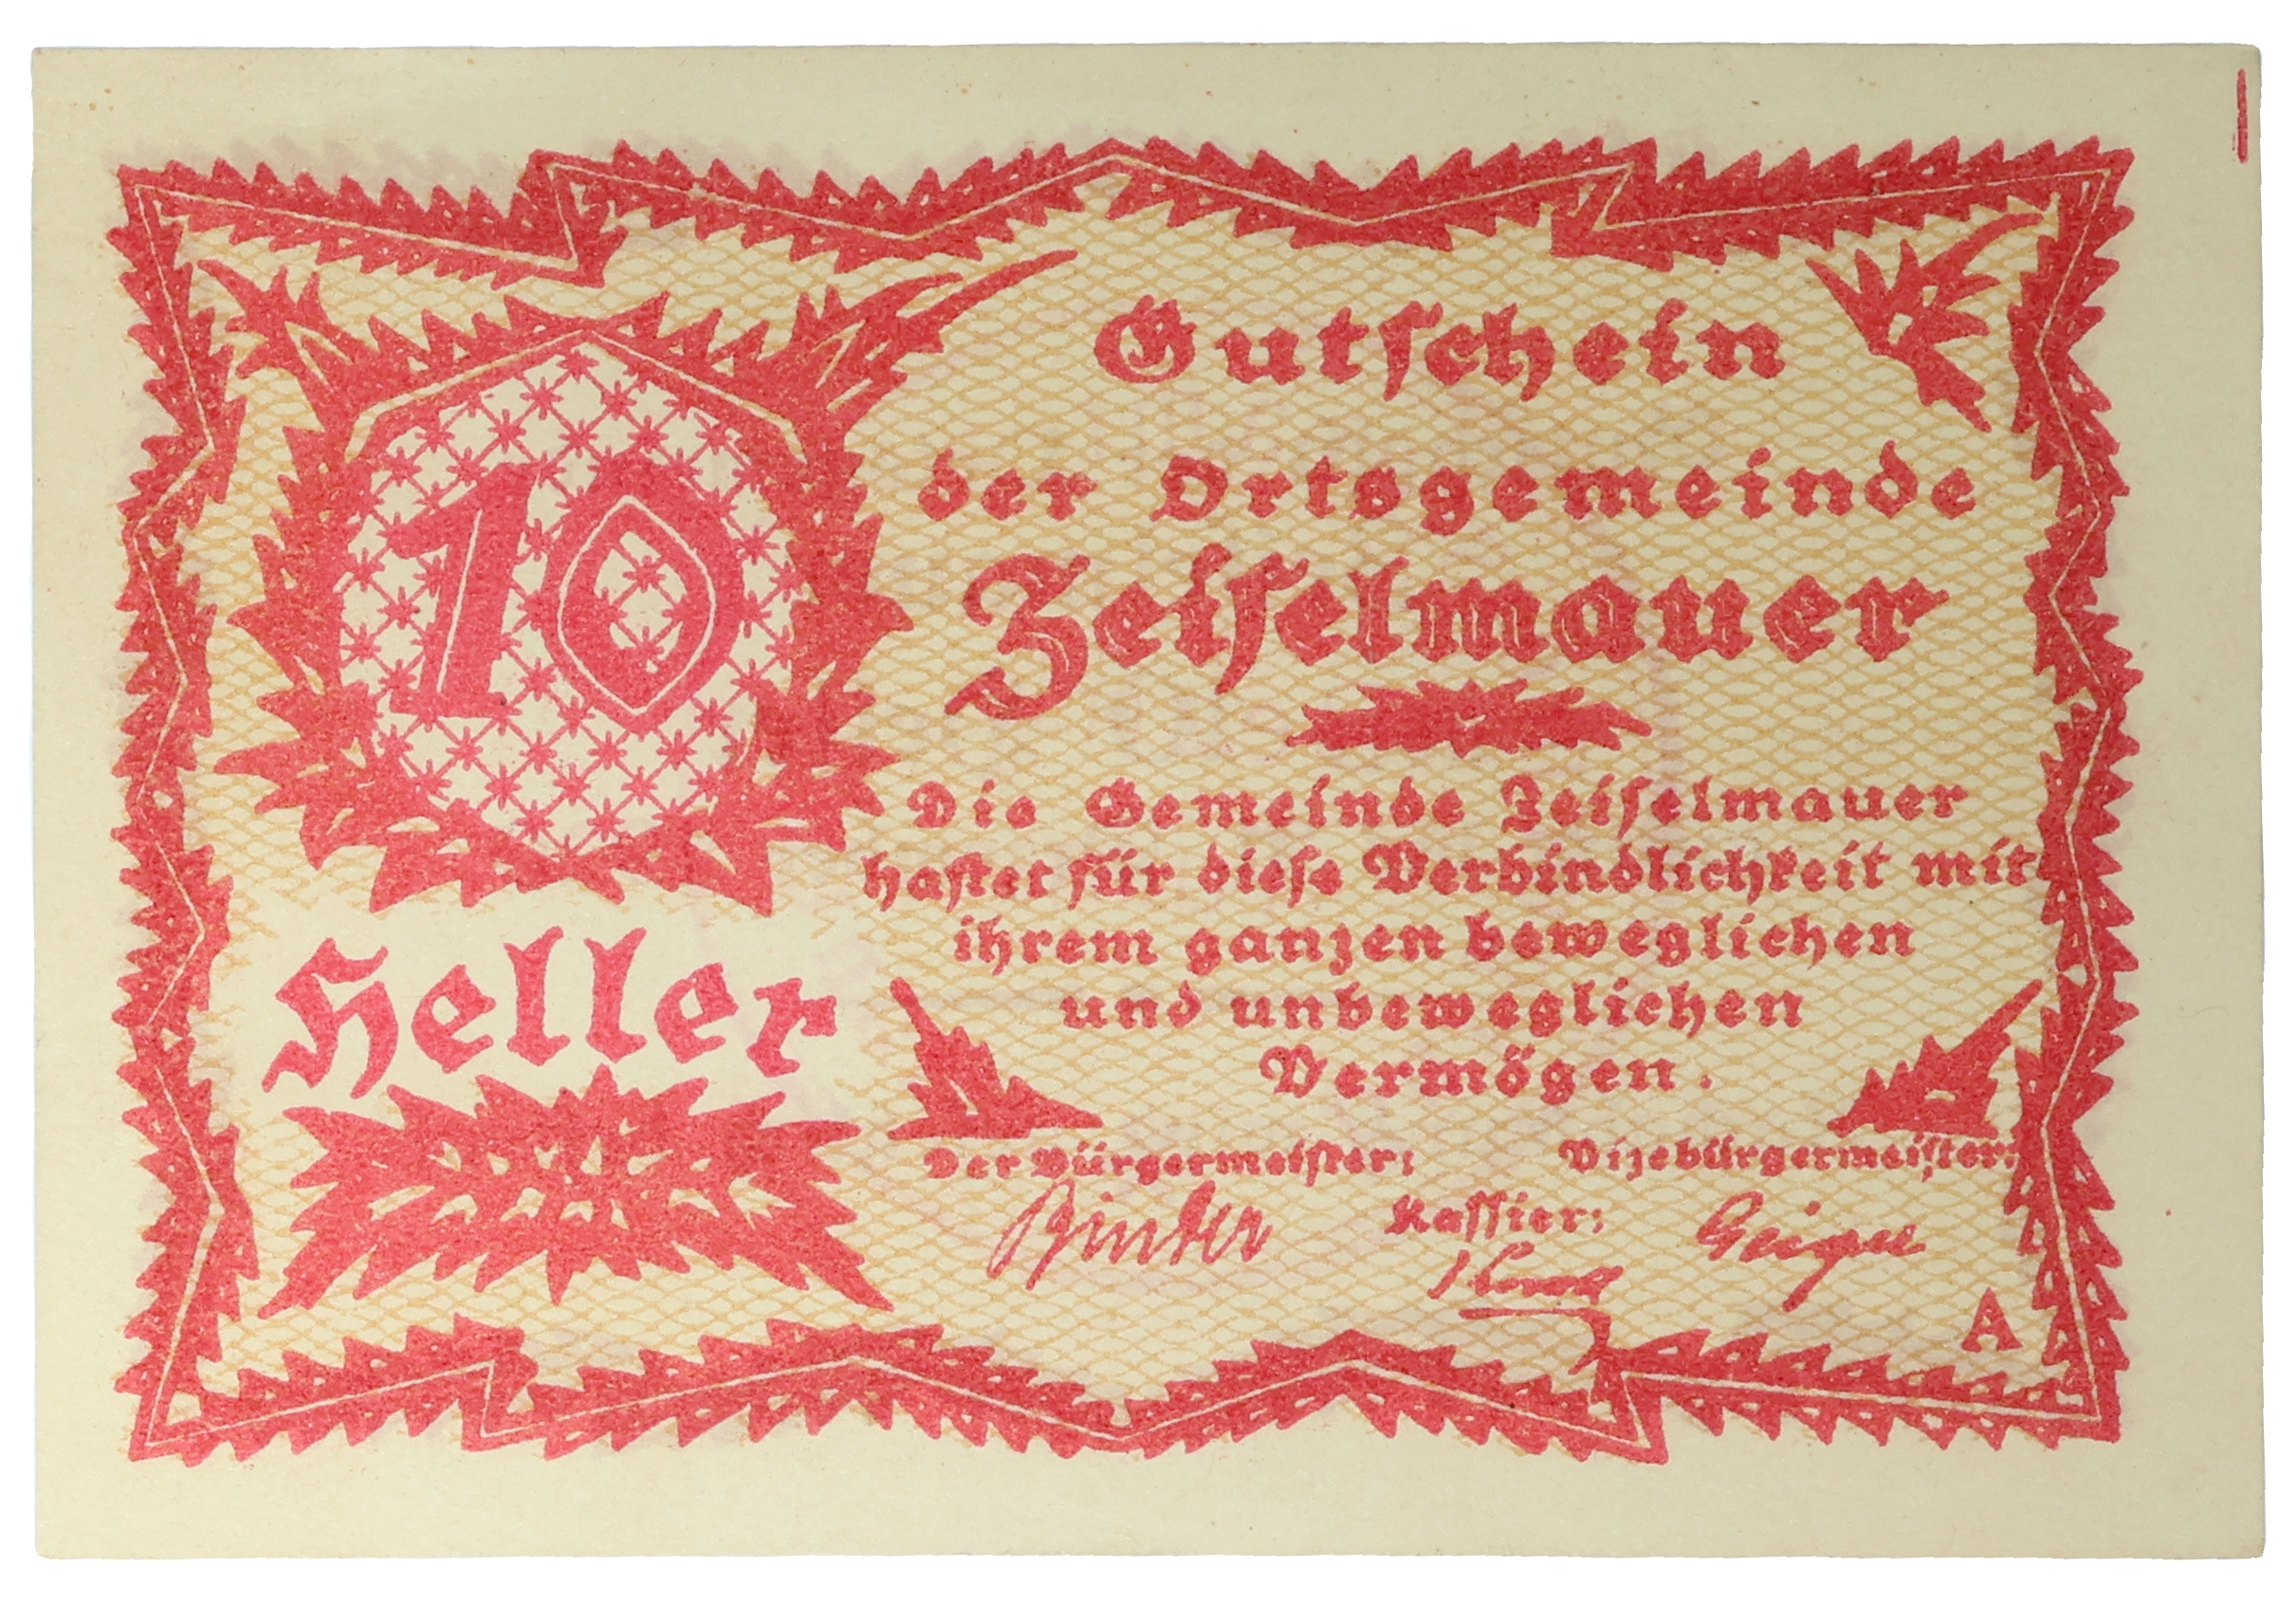 10
Heller
Gutschein
der Ortsgemeinde
Zeiselmauer
Die Gemeinde Zeiselmauer
haftet für diese Verbindlichkeit mit
ihrem ganzen beweglichen
und unbeweglichen
Vermögen.
Der Bürgermeister:
Binder
Kassier:
Vizebürgermeister:
A